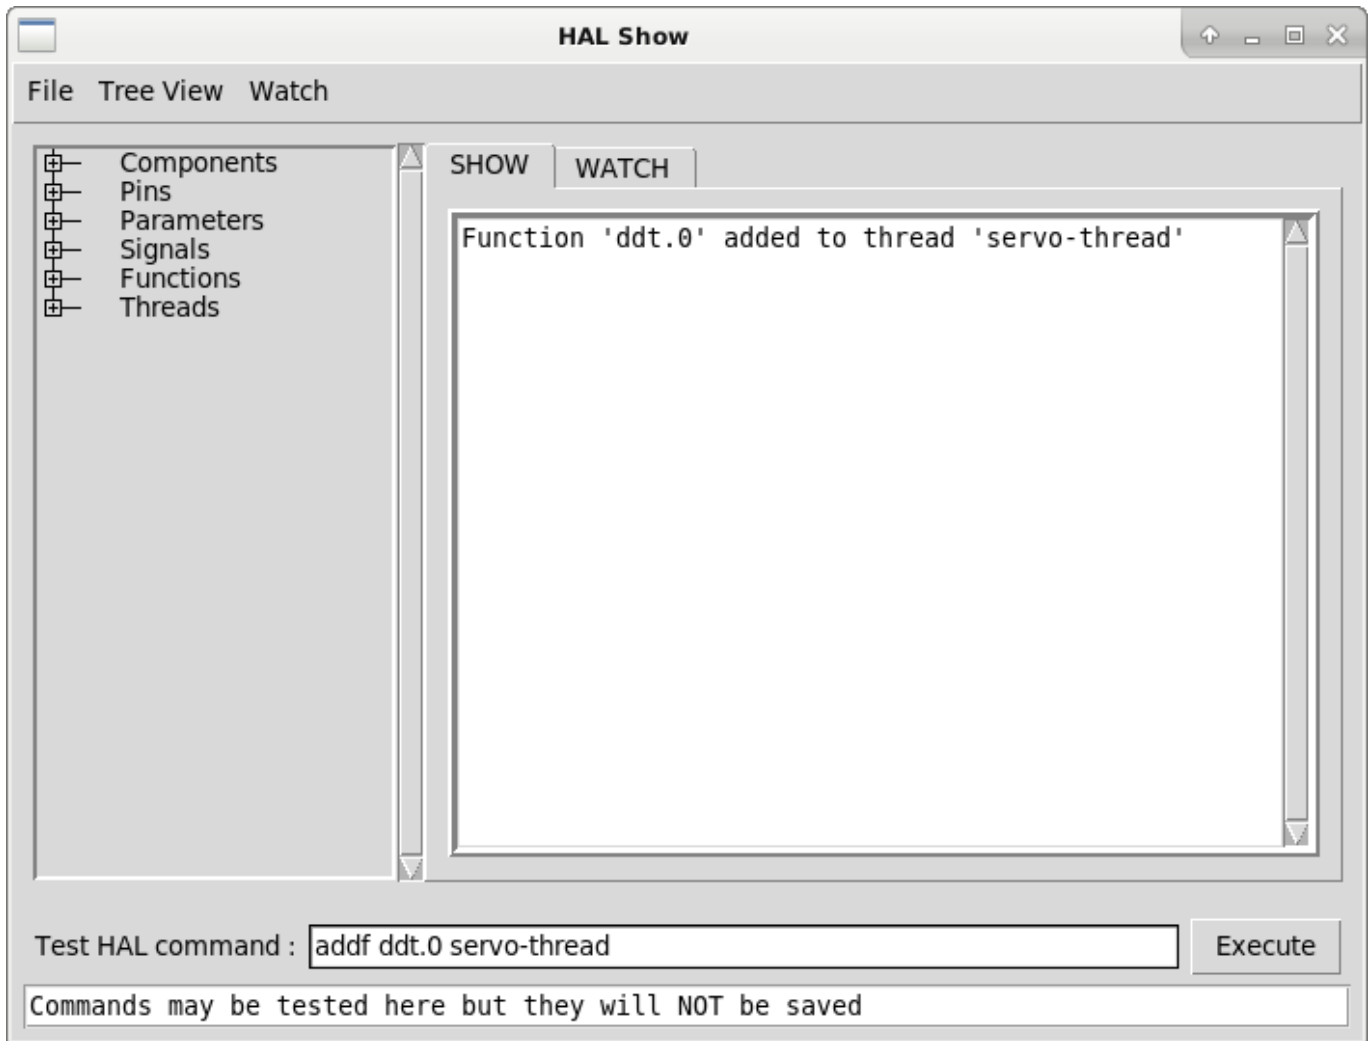 HAL Show
File Tree View Watch
Components
Pins
Parameters
Signals
Functions
Threads
SHOW WATCH
Function 'ddt.0' added to thread 'servo-thread'
Test HAL command : addf ddt.0 servo-thread Execute
Commands may be tested here but they will NOT be saved